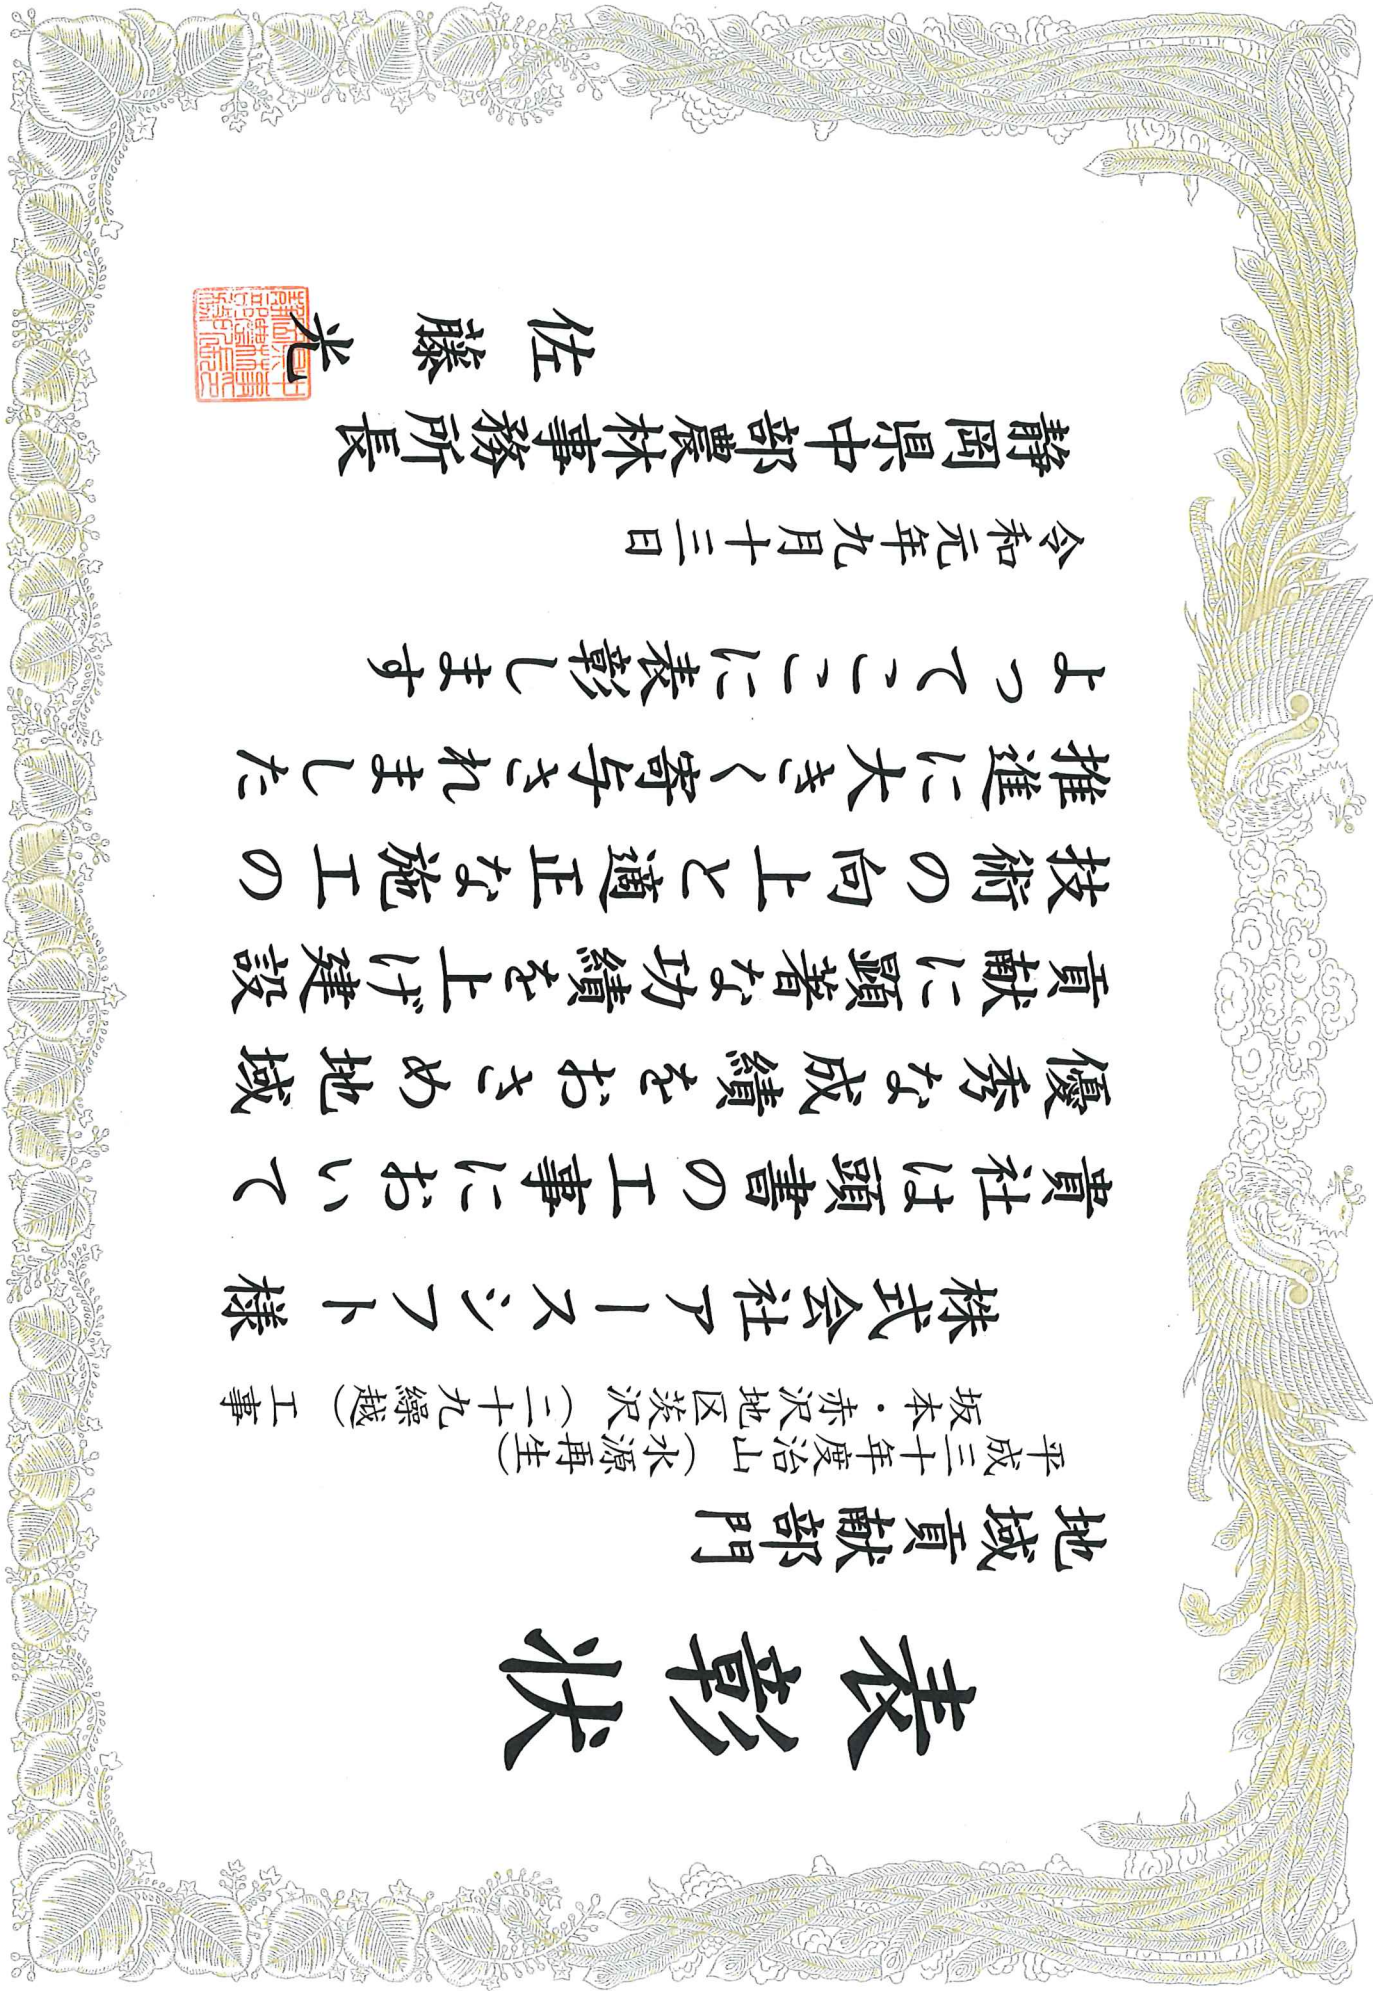 表彰状
地域貢献部門
平成三十年度治山（水源再生）
坂本・赤沢地区茨沢（二十九繰越）工事
株式会社アースシフト様
貴社は頭書の工事において
優秀な成績をおさめ地域
貢献に顕著な功績を上げ建設
技術の向上と適正な施工の
推進に大きく寄与されました
よってここに表彰します
令和元年九月十三日
静岡県中部農林事務所長
佐藤光